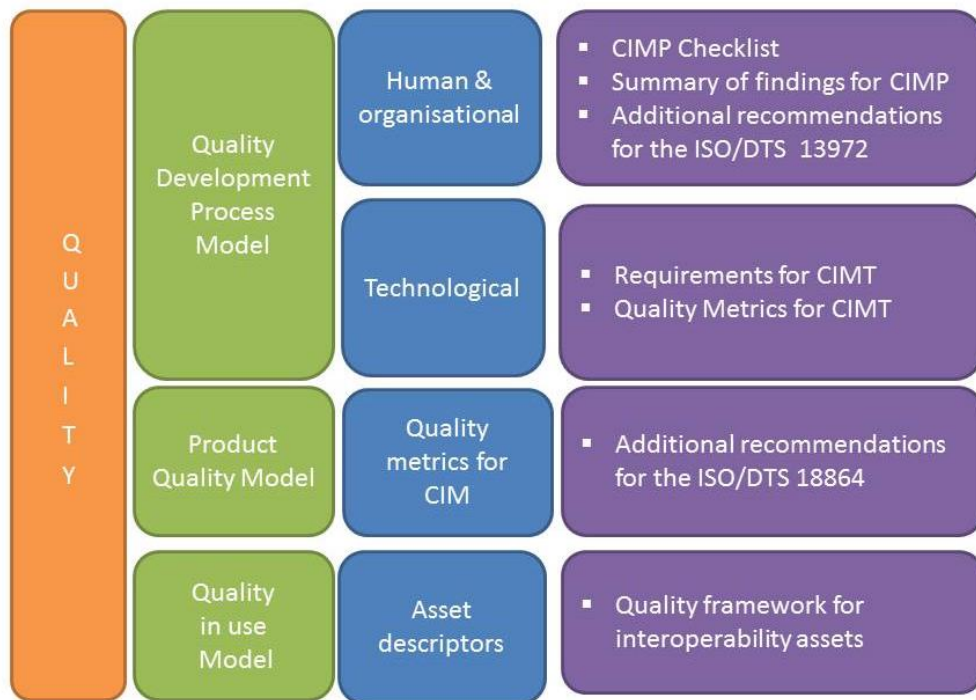 Q
U
A
L
I
T
Y
Quality
Development
Process
Model
Human &
organisational
▪ CIMP Checklist
▪ Summary of findings for CIMP
▪ Additional recommendations
for the ISO/DTS 13972
Technological
▪ Requirements for CIMT
▪ Quality Metrics for CIMT
Product
Quality Model
Quality
metrics for
CIM
▪ Additional recommendations
for the ISO/DTS 18864
Quality
in use
Model
Asset
descriptors
▪ Quality framework for
interoperability assets